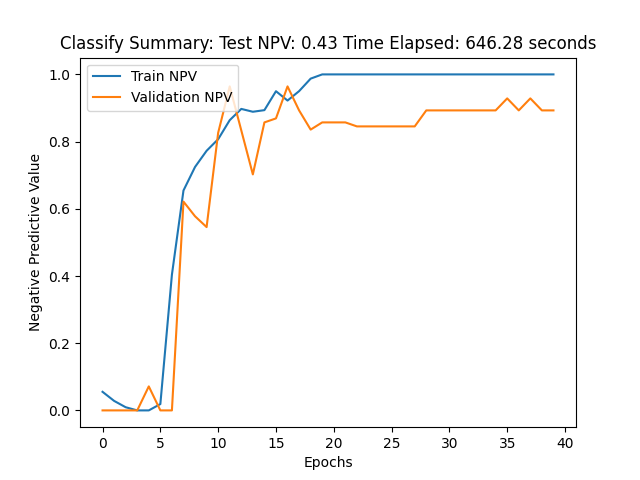 Classify Summary: Test NPV: 0.43 Time Elapsed: 646.28 seconds
Train NPV
Validation NPV
Negative Predictive Value
1.0
0.8
0.6
0.4
0.2
0.0
0 5 10 15 20 25 30 35 40
Epochs